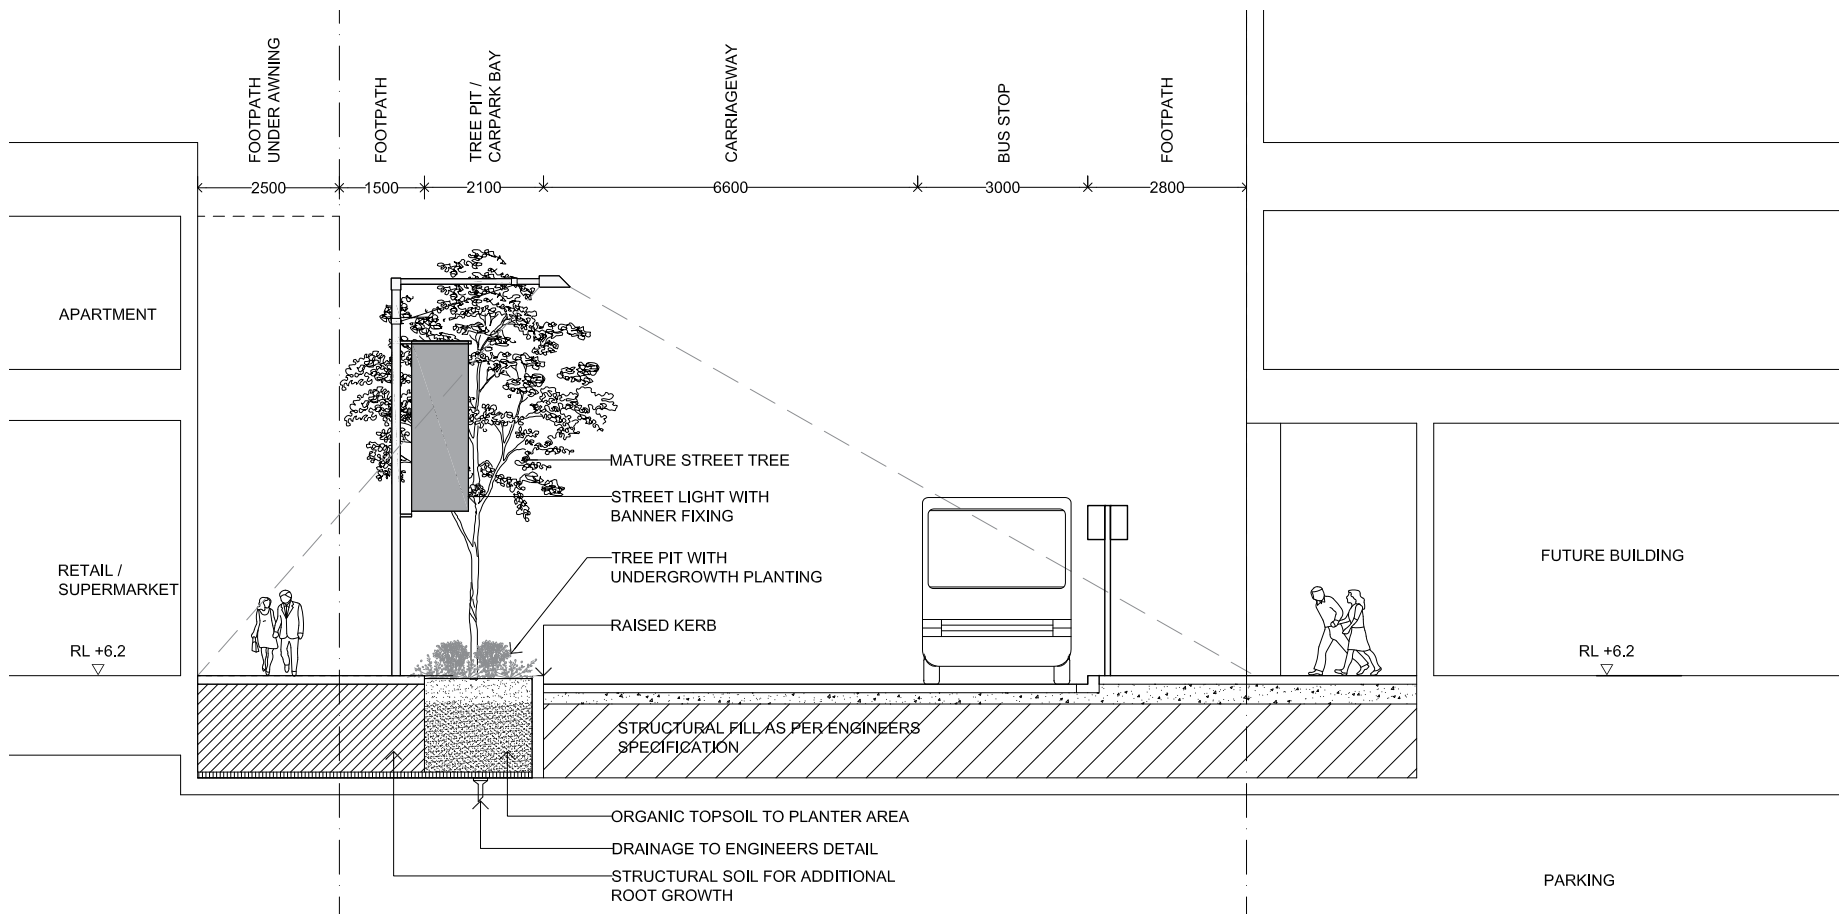 FOOTPATH
UNDER AWNING
FOOTPATH
TREE PIT /
CARPARK BAY
CARRIAGEWAY
BUS STOP
FOOTPATH
2500
1500
2100
6600
3000
2800
APARTMENT
MATURE STREET TREE
STREET LIGHT WITH
BANNER FIXING
TREE PIT WITH
UNDERGROWTH PLANTING
RAISED KERB
RETAIL /
SUPERMARKET
RL +6.2
FUTURE BUILDING
RL +6.2
STRUCTURAL FILL AS PER ENGINEERS
SPECIFICATION
ORGANIC TOPSOIL TO PLANTER AREA
DRAINAGE TO ENGINEERS DETAIL
STRUCTURAL SOIL FOR ADDITIONAL
ROOT GROWTH
PARKING